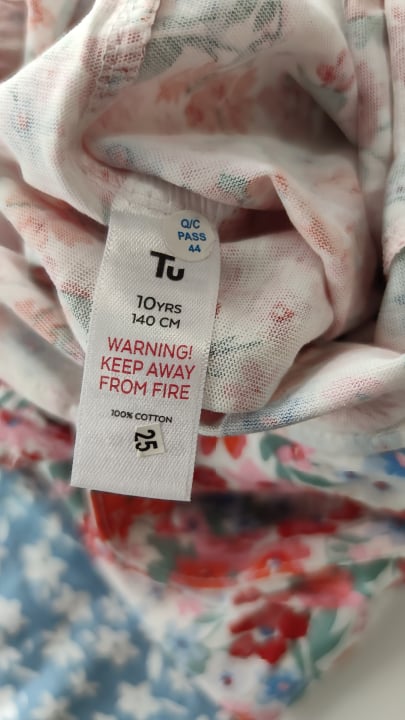 Q/C
PASS
44
Tu
10YRS
140 CM
WARNING!
KEEP AWAY
FROM FIRE
100% COTTON
25